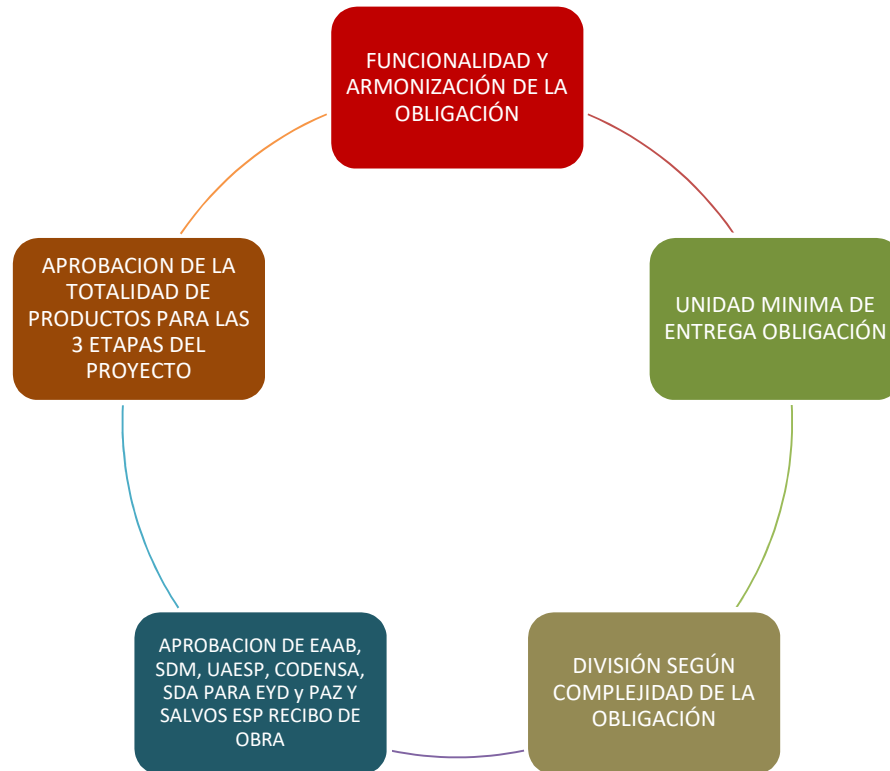 FUNCIONALIDAD Y
ARMONIZACIÓN DE LA
OBLIGACIÓN
UNIDAD MINIMA DE
ENTREGA OBLIGACIÓN
DIVISIÓN SEGÚN
COMPLEJIDAD DE LA
OBLIGACIÓN
APROBACION DE EAAB,
SDM, UAESP, CODENSA,
SDA PARA EYD y PAZ Y
SALVOS ESP RECIBO DE
OBRA
APROBACION DE LA
TOTALIDAD DE
PRODUCTOS PARA LAS
3 ETAPAS DEL
PROYECTO